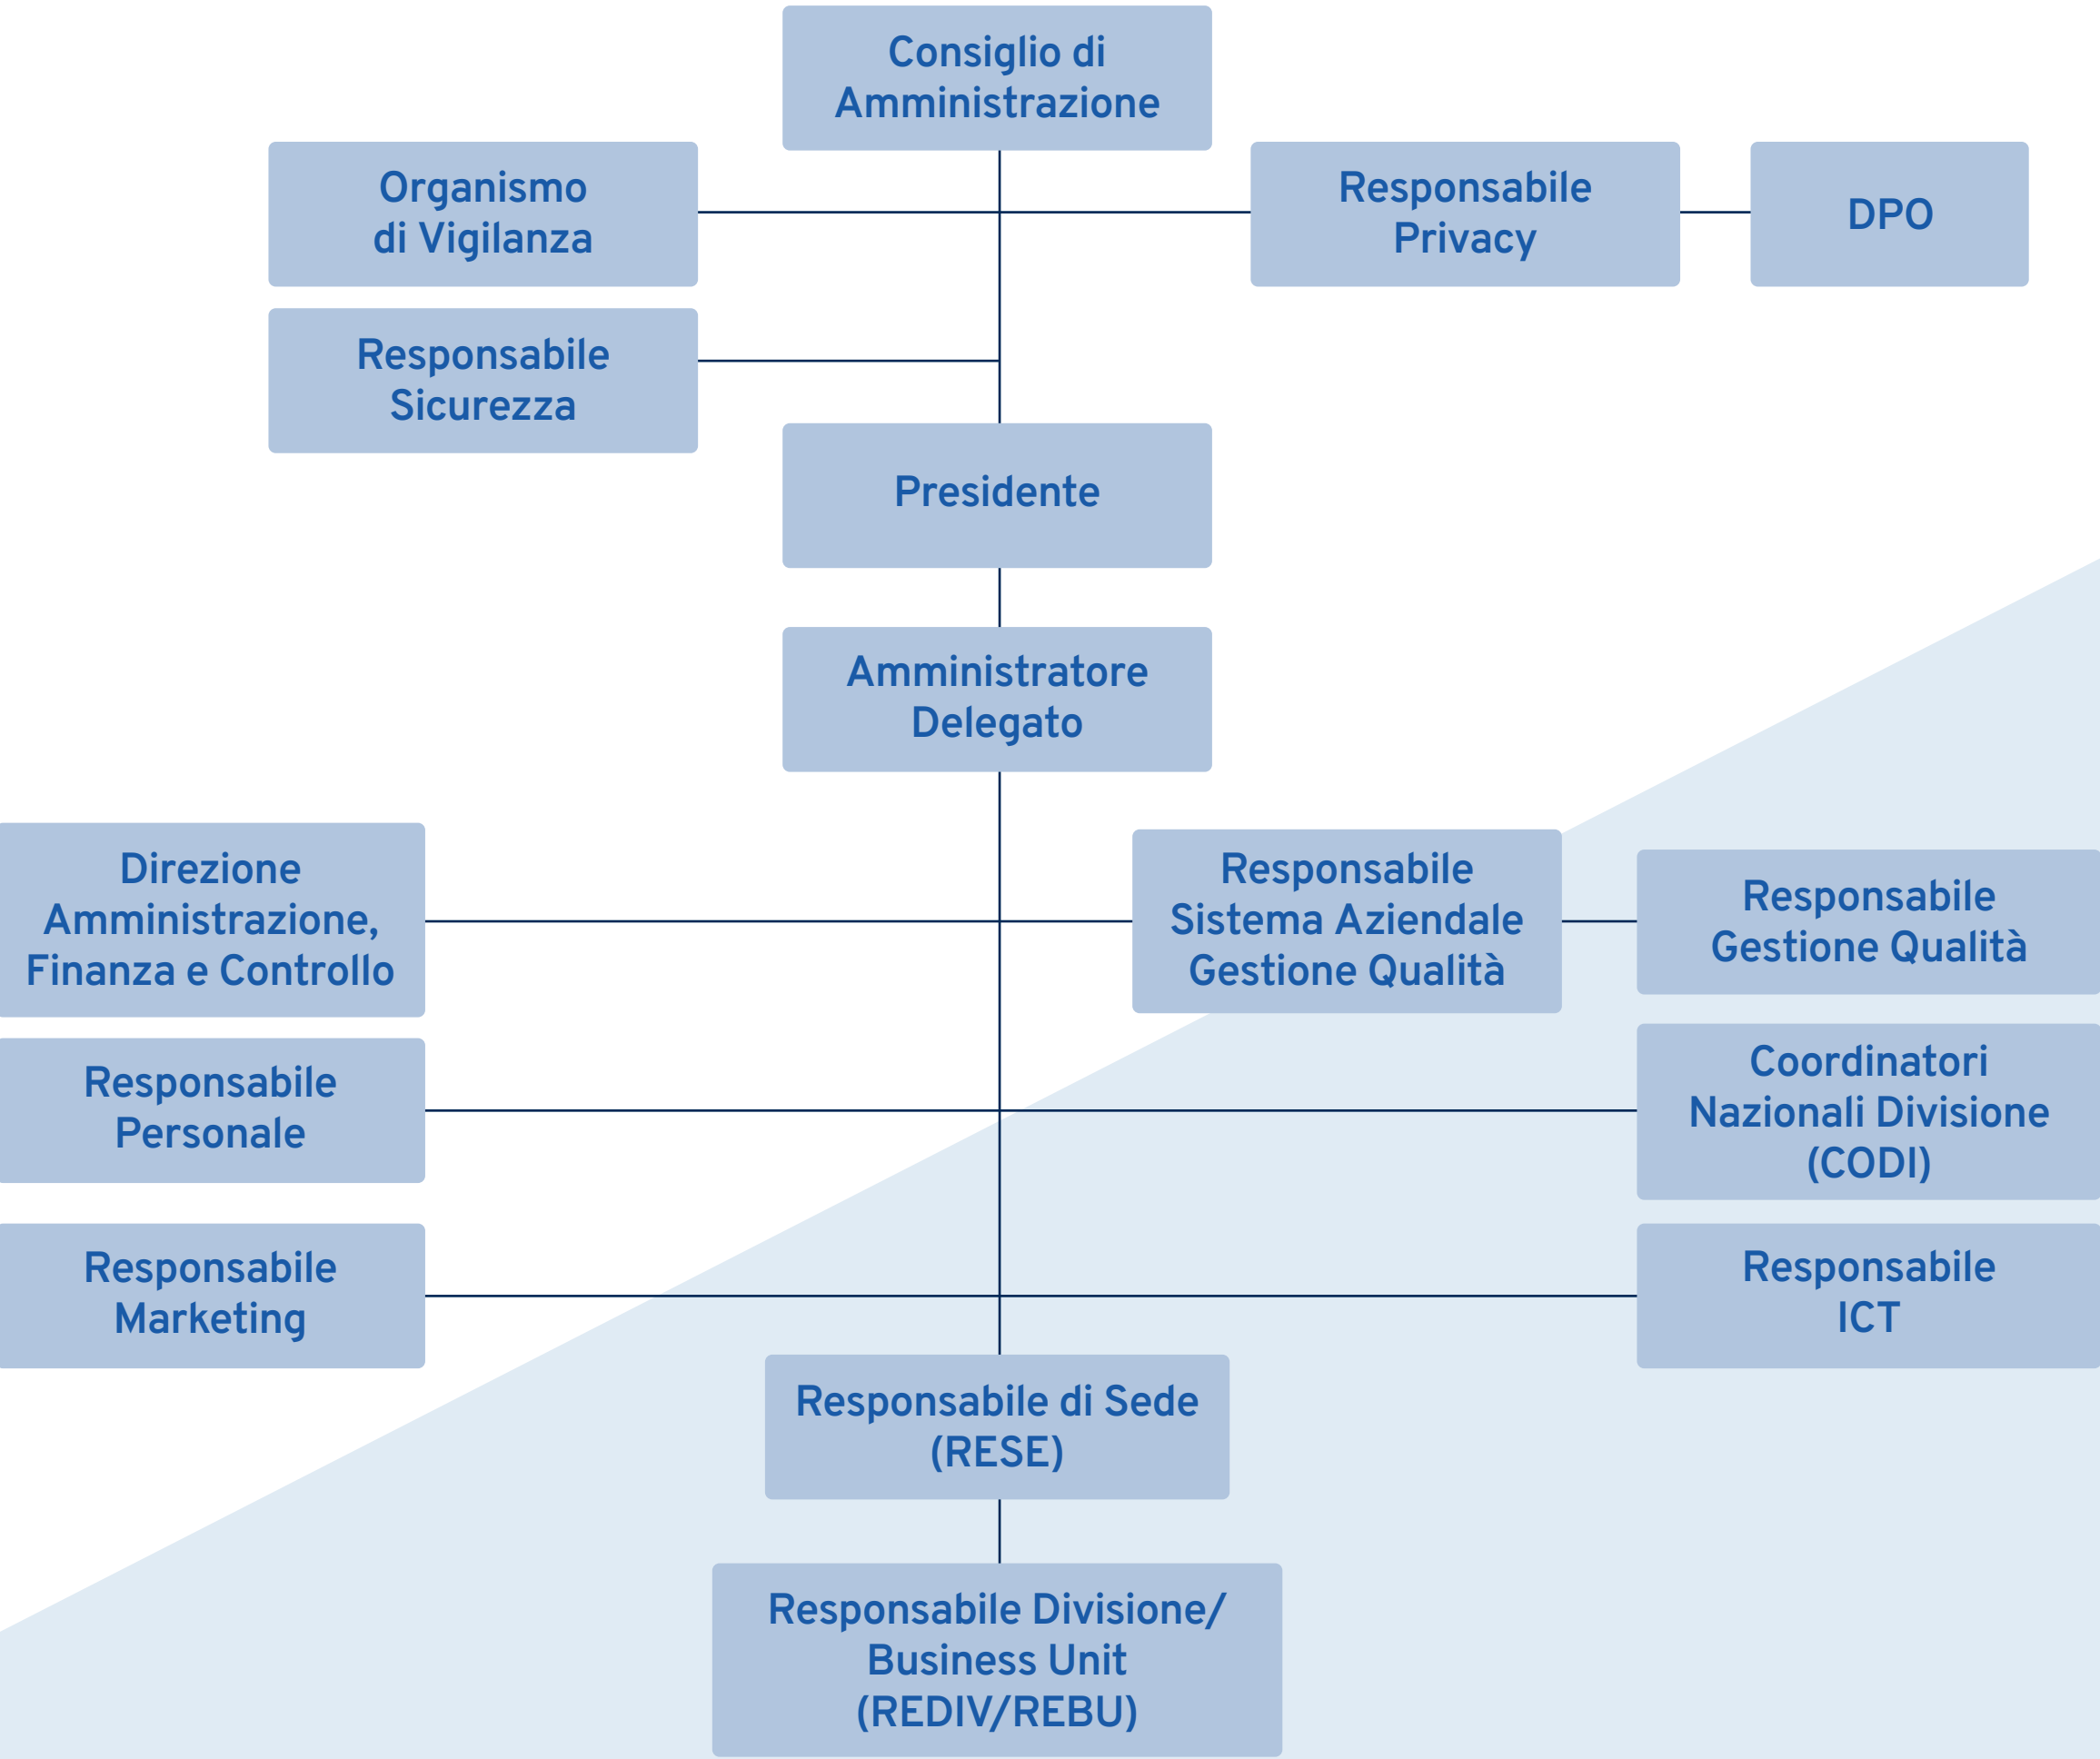 Consiglio di
Amministrazione
Organismo
di Vigilanza
Responsabile
Privacy
DPO
Responsabile
Sicurezza
Presidente
Amministratore
Delegato
Direzione
Amministrazione,
Finanza e Controllo
Responsabile
Sistema Aziendale
Gestione Qualità
Responsabile
Gestione Qualità
Responsabile
Personale
Coordinatori
Nazionali Divisione
(CODI)
Responsabile
Marketing
Responsabile
ICT
Responsabile di Sede
(RESE)
Responsabile Divisione/
Business Unit
(REDIV/REBU)